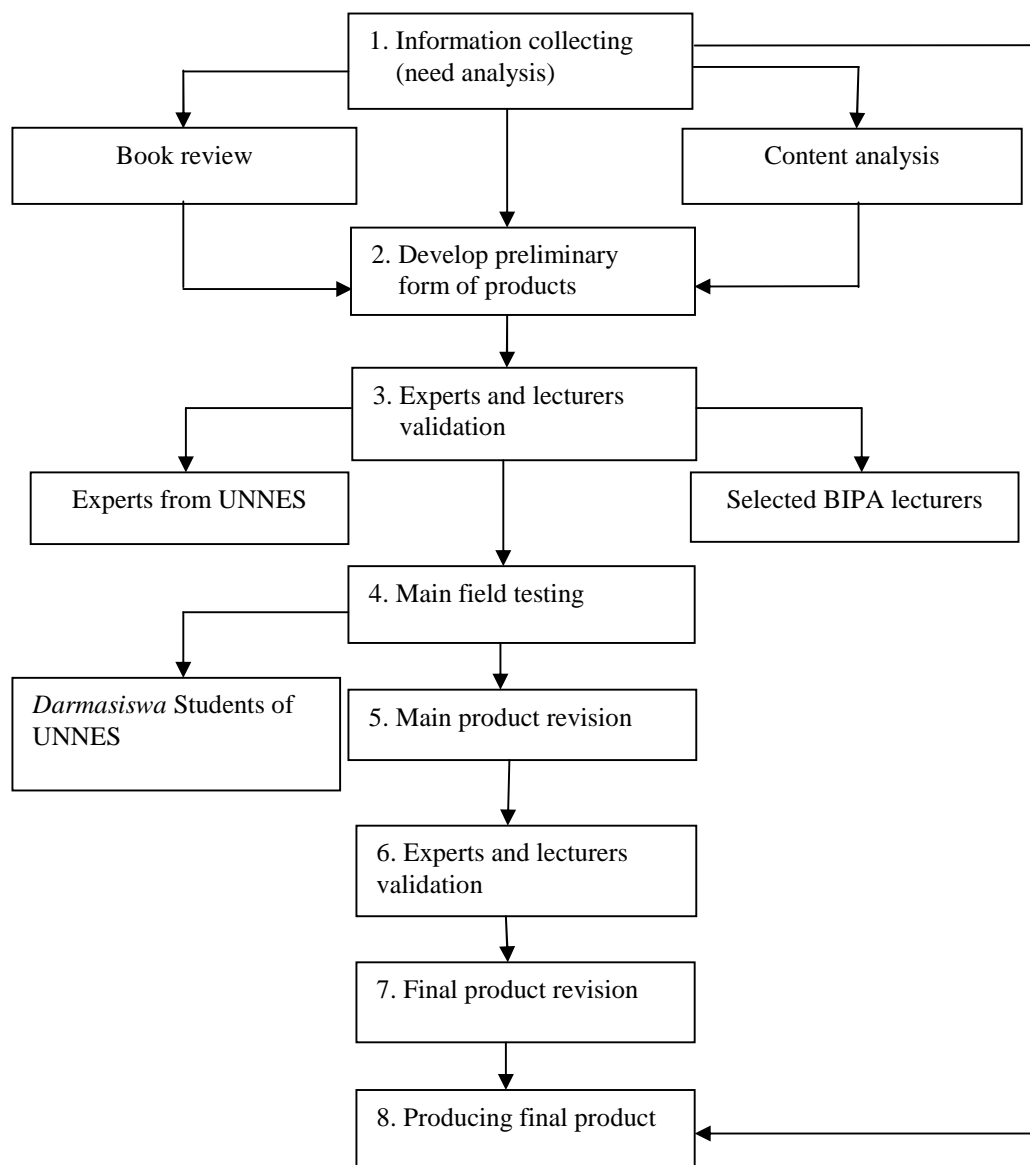 1. Information collecting
(need analysis)
Book review
Content analysis
2. Develop preliminary
form of products
3. Experts and lecturers
validation
Experts from UNNES
Selected BIPA lecturers
4. Main field testing
Darmasiswa Students of
UNNES
5. Main product revision
6. Experts and lecturers
validation
7. Final product revision
8. Producing final product